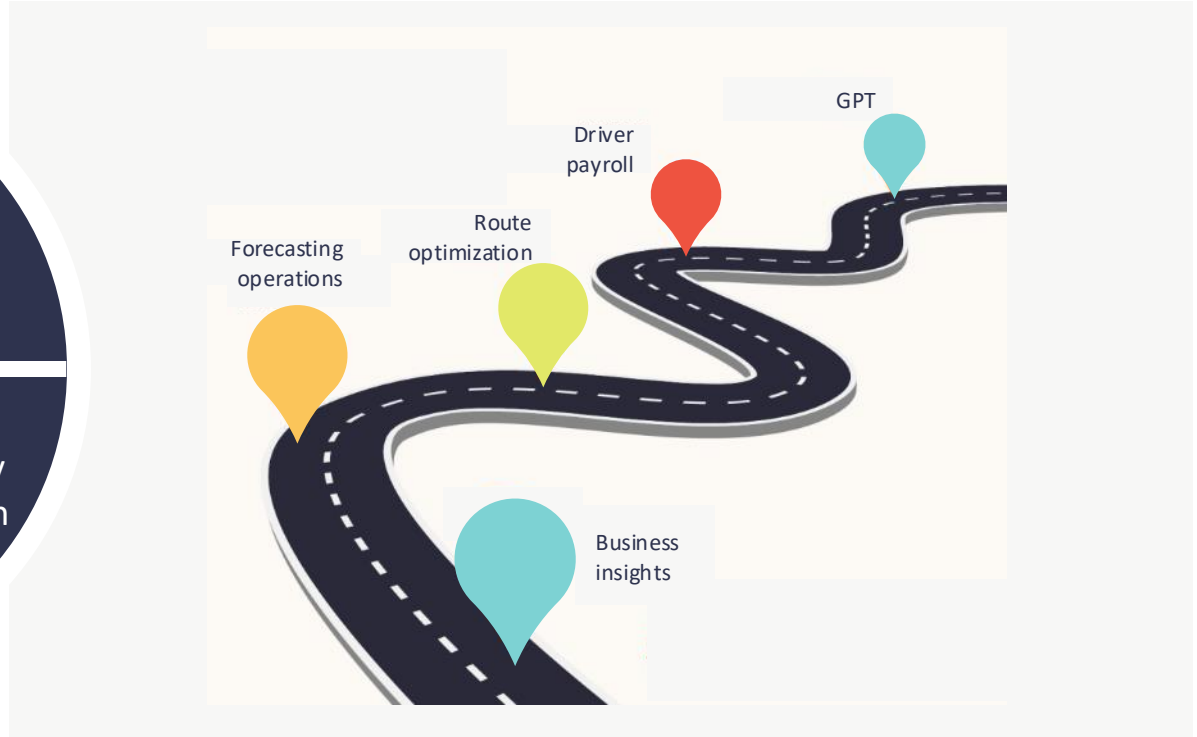 GPT
Driver
payroll
Route
optimization
Forecasting
operations
Business
insights